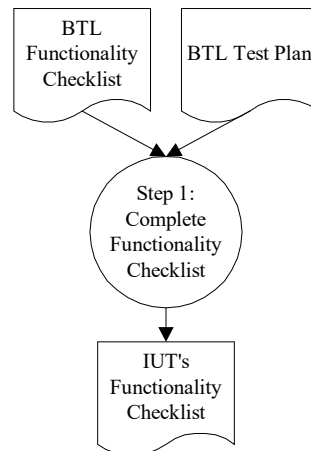 BTL
Functionality
Checklist
BTL Test Plan
Step 1:
Complete
Functionality
Checklist
IUT's
Functionality
Checklist